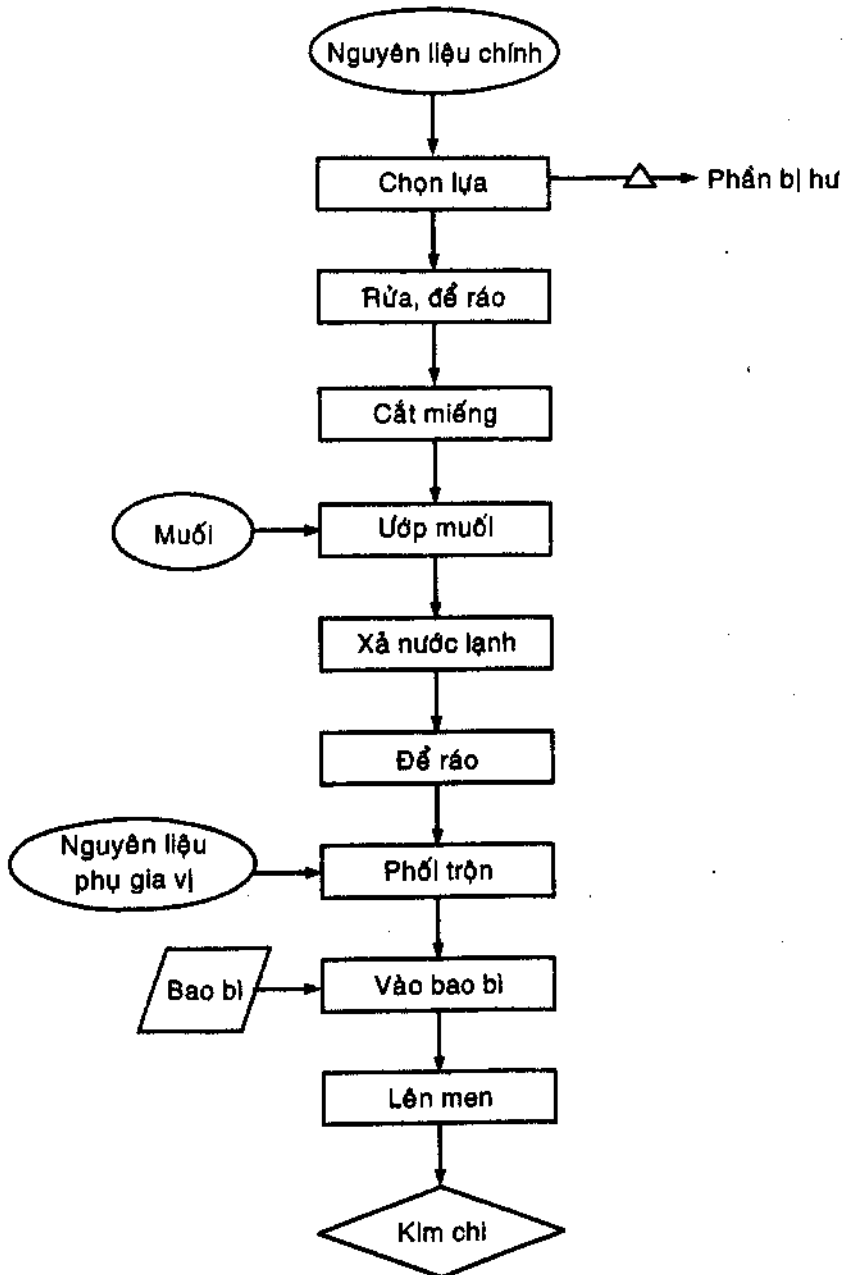 Nguyên liệu chính
Chọn lựa
Phần bị hư
Rửa, để ráo
Cắt miếng
Muối
Ướp muối
Xả nước lạnh
Để ráo
Nguyên liệu
phụ gia vị
Phối trộn
Bao bì
Vào bao bì
Lên men
Kim chi